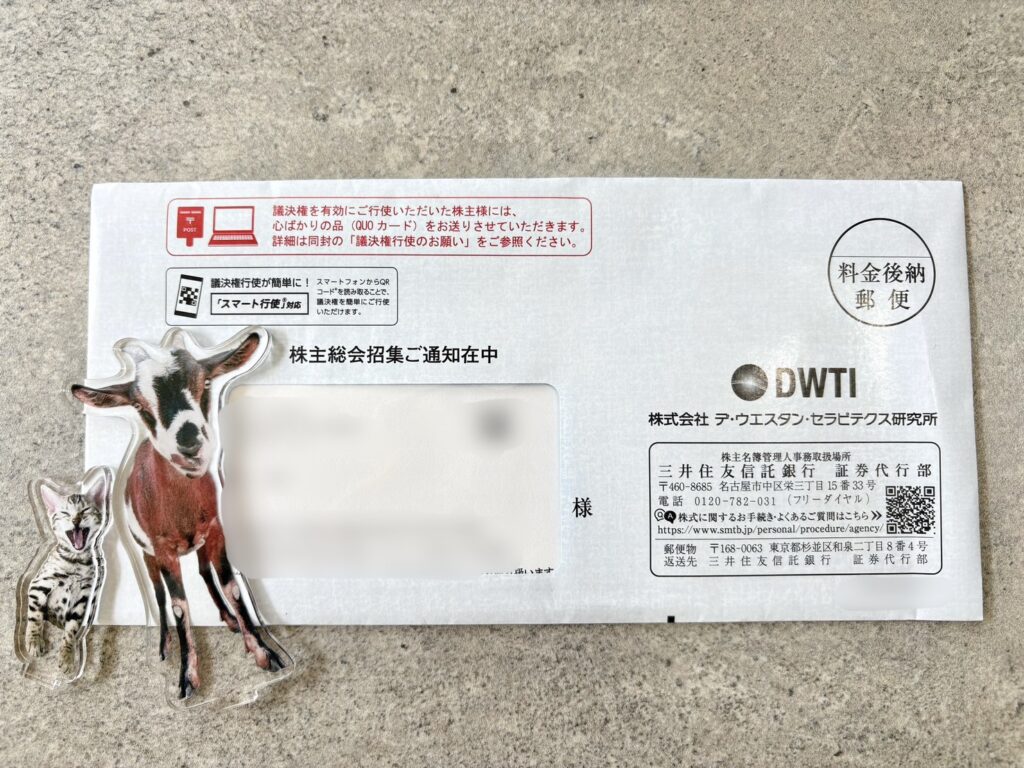 議決権を有効にご行使いただいた株主様には、
心ばかりの品（QUOカード）をお送りさせていただきます。
詳細は同封の「議決権行使のお願い」をご参照ください。
〒
POST
議決権行使が簡単に！
「スマート行使®」対応
スマートフォンからQR
コード®を読み取ることで、
議決権を簡単にご行使
いただけます。
料金後納
郵便
株主総会招集ご通知在中
様
DWTI
株式会社 デ・ウエスタン・セラピテクス研究所
株主名簿管理人事務取扱場所
三井住友信託銀行 証券代行部
〒460-8685 名古屋市中区栄三丁目15番33号
電話 0120-782-031（フリーダイヤル）
Q A 株式に関するお手続き・よくあるご質問はこちら
https://www.smtb.jp/personal/procedure/agency/
郵便物 〒168-0063 東京都杉並区和泉二丁目8番4号
返送先 三井住友信託銀行 証券代行部